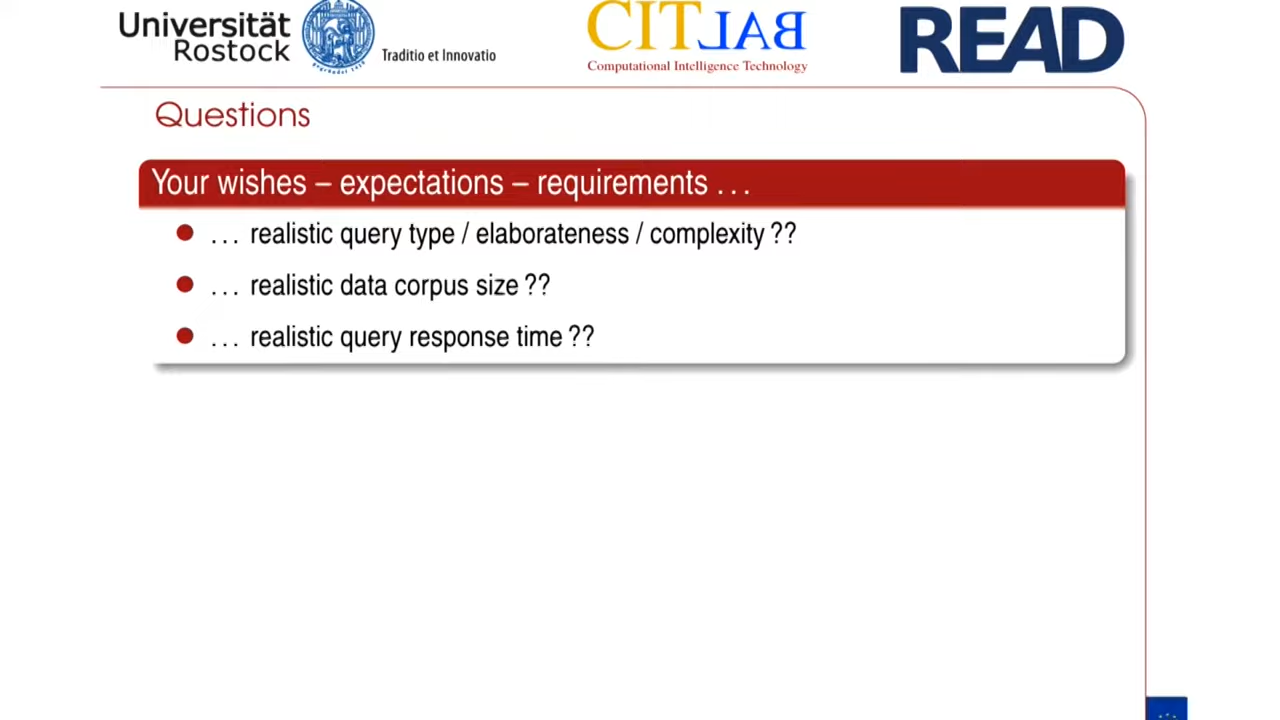 Universität
Rostock
Traditio et Innovatio
CITLAB
Computational Intelligence Technology
READ
Questions
Your wishes – expectations – requirements . . .
. . . realistic query type / elaborateness / complexity ??
. . . realistic data corpus size ??
. . . realistic query response time ??